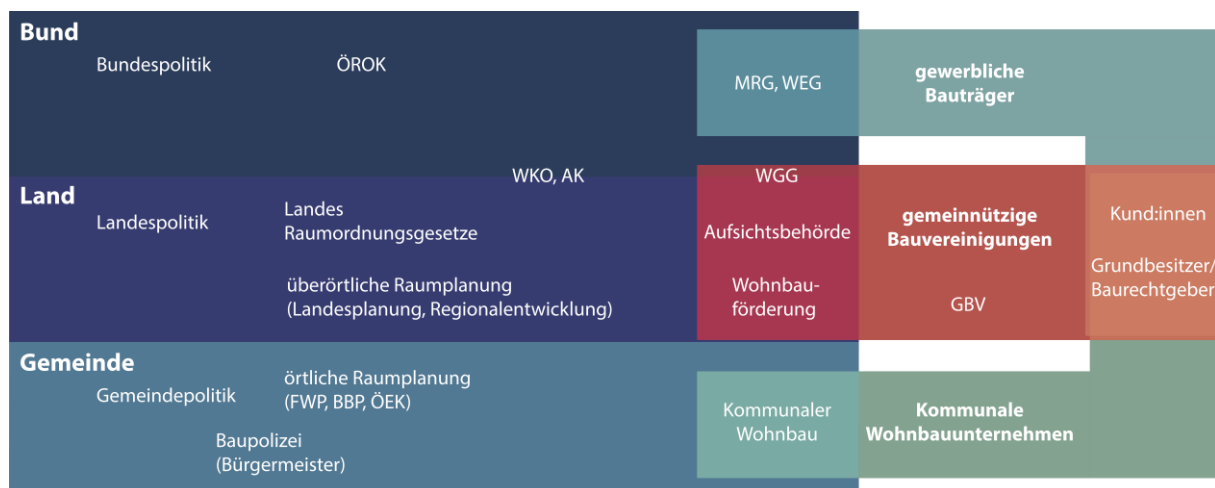 Bund
Bundespolitik
ÖROK
MRG, WEG
gewerbliche
Bauträger
WKO, AK
WGG
Land
Landespolitik
Landes
Raumordnungsgesetze
überörtliche Raumplanung
(Landesplanung, Regionalentwicklung)
Aufsichtsbehörde
Wohnbau-
förderung
gemeinnützige
Bauvereinigungen
GBV
Kund:innen
Grundbesitzer/
Baurechtgeber
Gemeinde
Gemeindepolitik
örtliche Raumplanung
(FWP, BBP, ÖEK)
Baupolizei
(Bürgermeister)
Kommunaler
Wohnbau
Kommunale
Wohnbauunternehmen